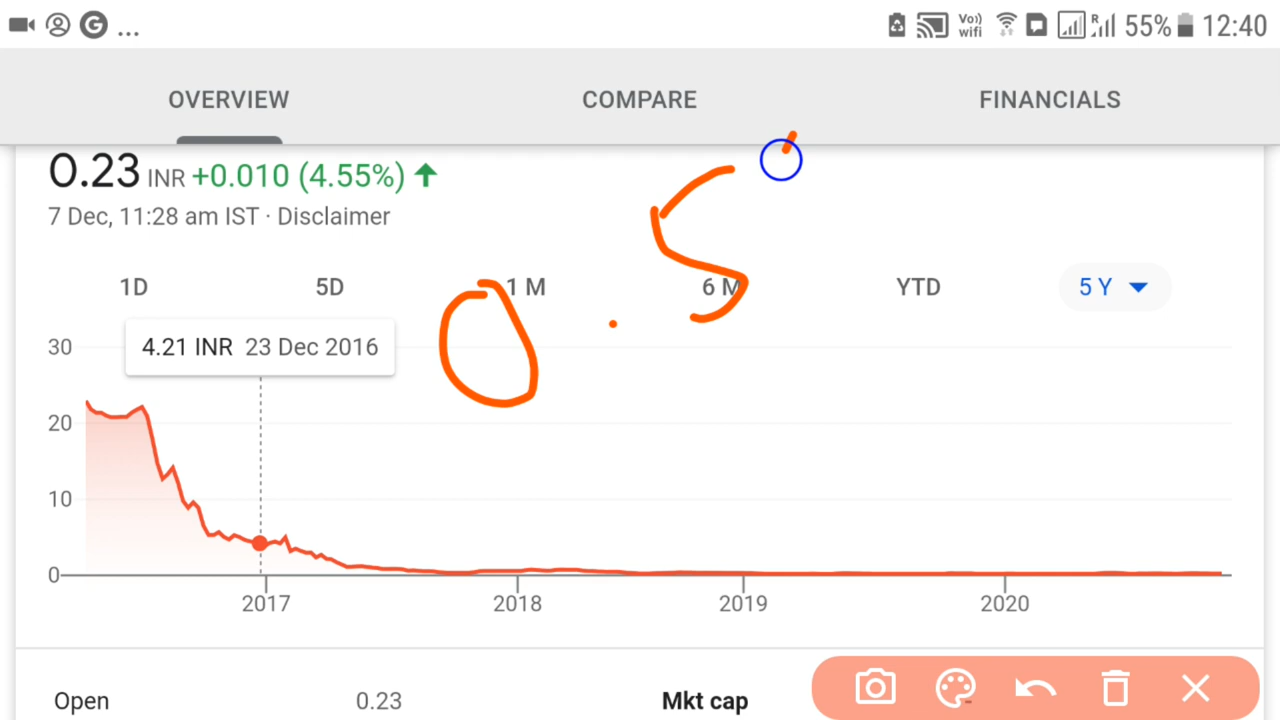 ... Vo)) wifi R 55% 12:40
OVERVIEW COMPARE FINANCIALS
0.23 INR +0.010 (4.55%)
7 Dec, 11:28 am IST · Disclaimer
0.5
1D 5D 1 M 6 M YTD 5 Y
4.21 INR 23 Dec 2016
30
20
10
0
2017 2018 2019 2020
Open 0.23 Mkt cap